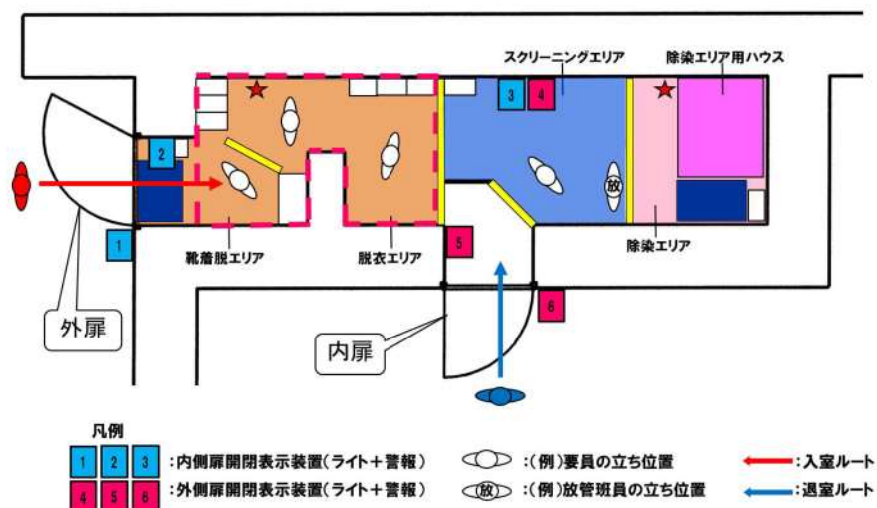 スクリーニングエリア
除染エリア用ハウス
3
4
2
放
1
靴着脱エリア
脱衣エリア
5
除染エリア
6
外扉
内扉
凡例
1 2 3 :内側扉開閉表示装置(ライト+警報)
:(例)要員の立ち位置
:入室ルート
4 5 6 :外側扉開閉表示装置(ライト+警報)
放 :(例)放管班員の立ち位置
:退室ルート